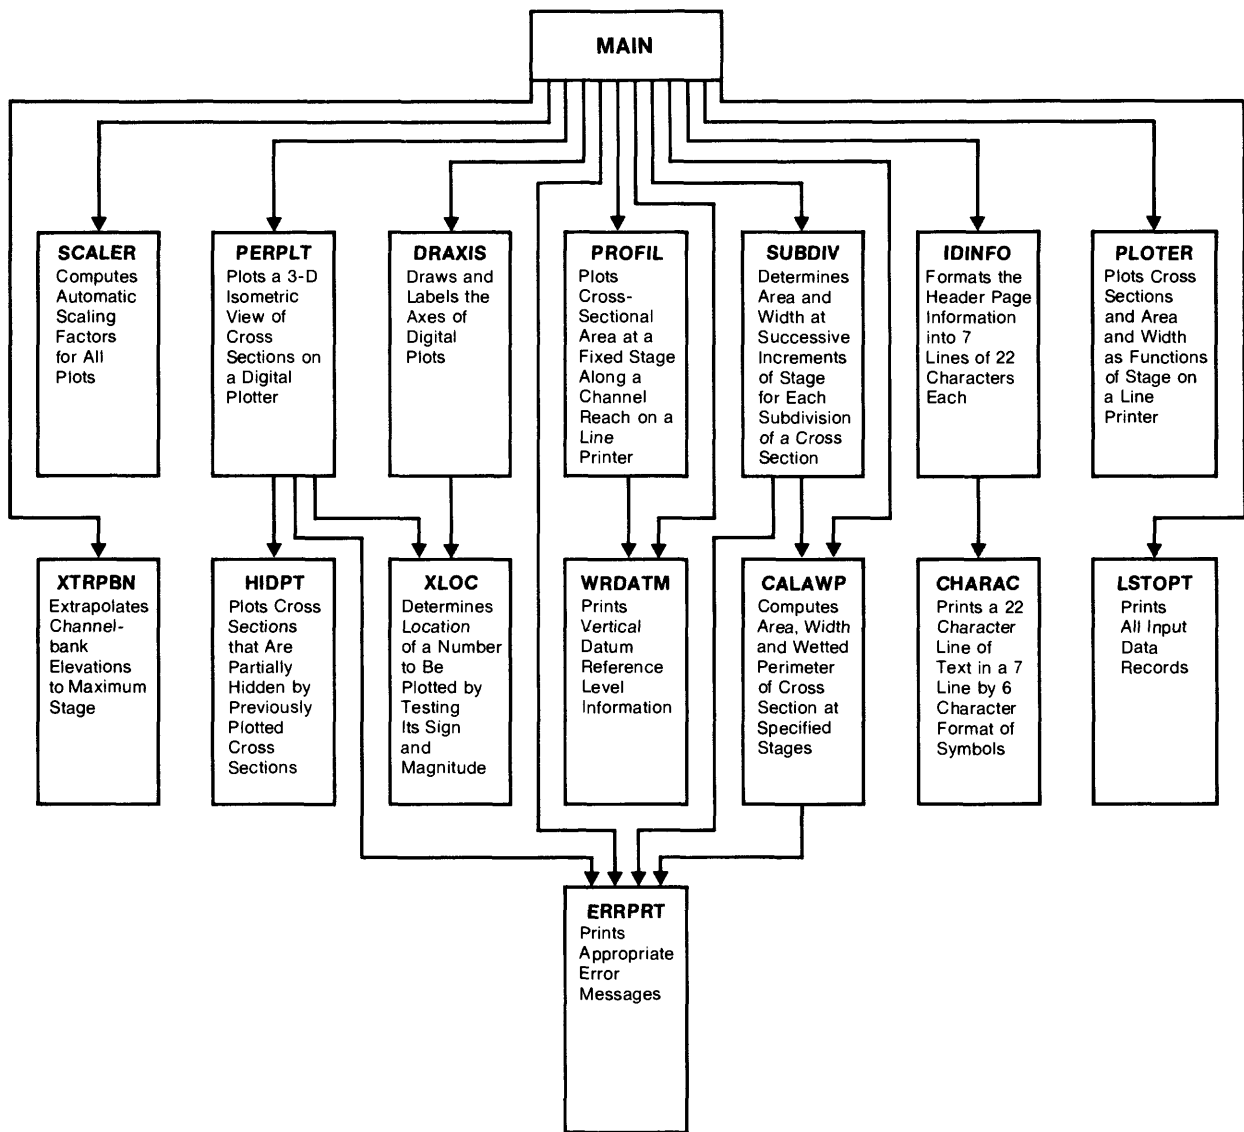 MAIN
SCALER
Computes
Automatic
Scaling
Factors
for All
Plots
PERPLT
Plots a 3-D
Isometric
View of
Cross
Sections on
a Digital
Plotter
DRAXIS
Draws and
Labels the
Axes of
Digital
Plots
PROFIL
Plots
Cross-
Sectional
Area at a
Fixed Stage
Along a
Channel
Reach on a
Line
Printer
SUBDIV
Determines
Area and
Width at
Successive
Increments
of Stage
for Each
Subdivision
of a Cross
Section
IDINFO
Formats the
Header Page
Information
into 7
Lines of 22
Characters
Each
PLOTER
Plots Cross
Sections
and Area
and Width
as Functions
of Stage on
a Line
Printer
XTRPBN
Extrapolates
Channel-
bank
Elevations
to Maximum
Stage
HIDPT
Plots Cross
Sections
that Are
Partially
Hidden by
Previously
Plotted
Cross
Sections
XLOC
Determines
Location
of a Number
to Be
Plotted by
Testing
Its Sign
and
Magnitude
WRDATM
Prints
Vertical
Datum
Reference
Level
Information
CALAWP
Computes
Area, Width
and Wetted
Perimeter
of Cross
Section at
Specified
Stages
CHARAC
Prints a 22
Character
Line of
Text in a 7
Line by 6
Character
Format of
Symbols
LSTOPT
Prints
All Input
Data
Records
ERRPRT
Prints
Appropriate
Error
Messages